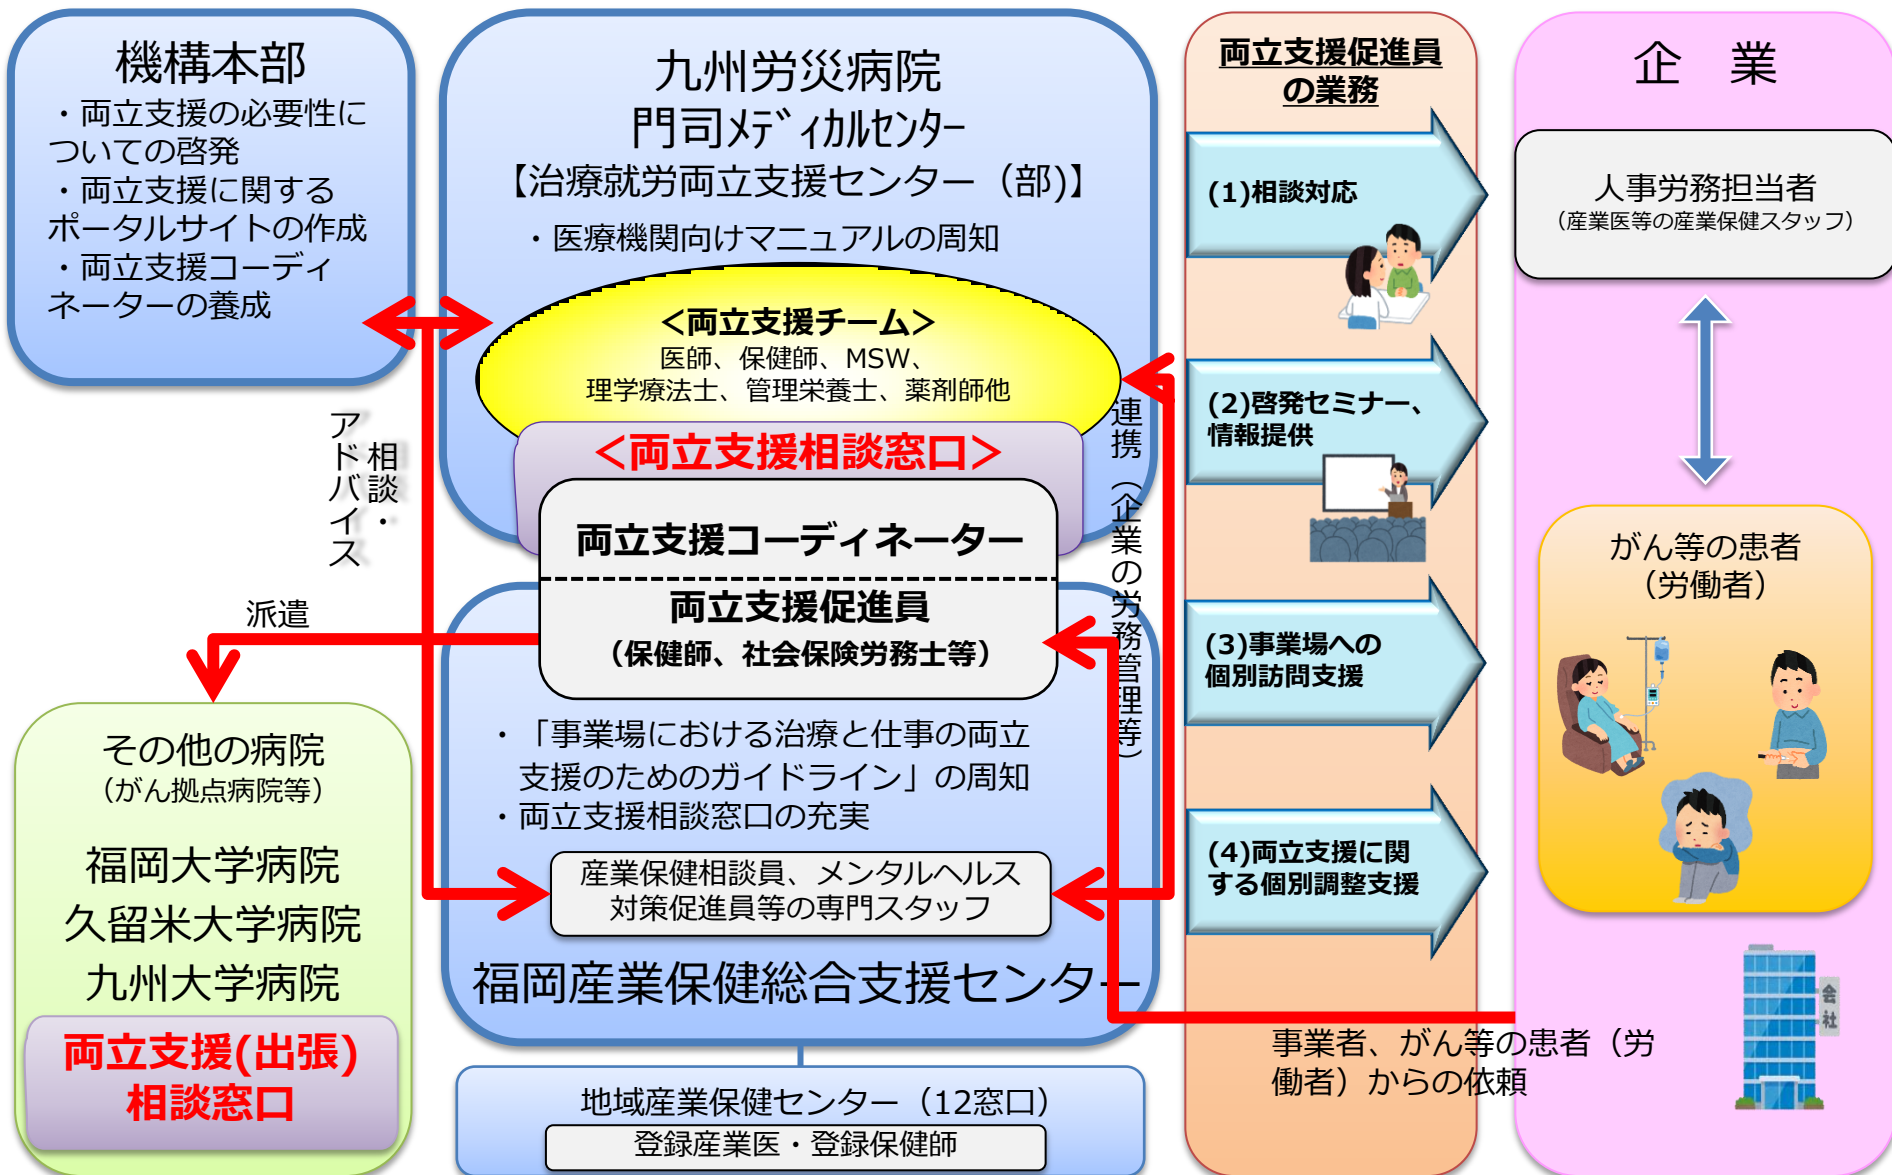 機構本部
・両立支援の必要性に
ついての啓発
・両立支援に関する
ポータルサイトの作成
・両立支援コーディ
ネーターの養成
九州労災病院
門司ﾒﾃﾞｨｶﾙｾﾝﾀｰ
【治療就労両立支援センター（部)】
・医療機関向けマニュアルの周知
＜両立支援チーム＞
医師、保健師、MSW、
理学療法士、管理栄養士、薬剤師他
＜両立支援相談窓口＞
両立支援コーディネーター
両立支援促進員
（保健師、社会保険労務士等）
・「事業場における治療と仕事の両立
支援のためのガイドライン」の周知
・両立支援相談窓口の充実
産業保健相談員、メンタルヘルス
対策促進員等の専門スタッフ
福岡産業保健総合支援センター
地域産業保健センター（12窓口）
登録産業医・登録保健師
相談・
アドバイス
派遣
連携（企業の労務管理等）
その他の病院
（がん拠点病院等）
福岡大学病院
久留米大学病院
九州大学病院
両立支援(出張)
相談窓口
両立支援促進員
の業務
(1)相談対応
(2)啓発セミナー、
情報提供
(3)事業場への
個別訪問支援
(4)両立支援に関
する個別調整支援
企　業
人事労務担当者
（産業医等の産業保健スタッフ）
がん等の患者
（労働者）
会社
事業者、がん等の患者（労
働者）からの依頼